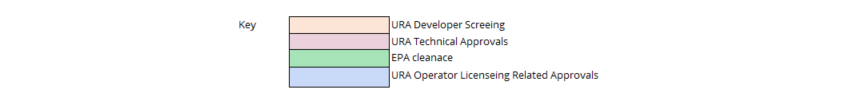 Key
URA Developer Screeing
URA Technical Approvals
EPA cleanace
URA Operator Licenseing Related Approvals